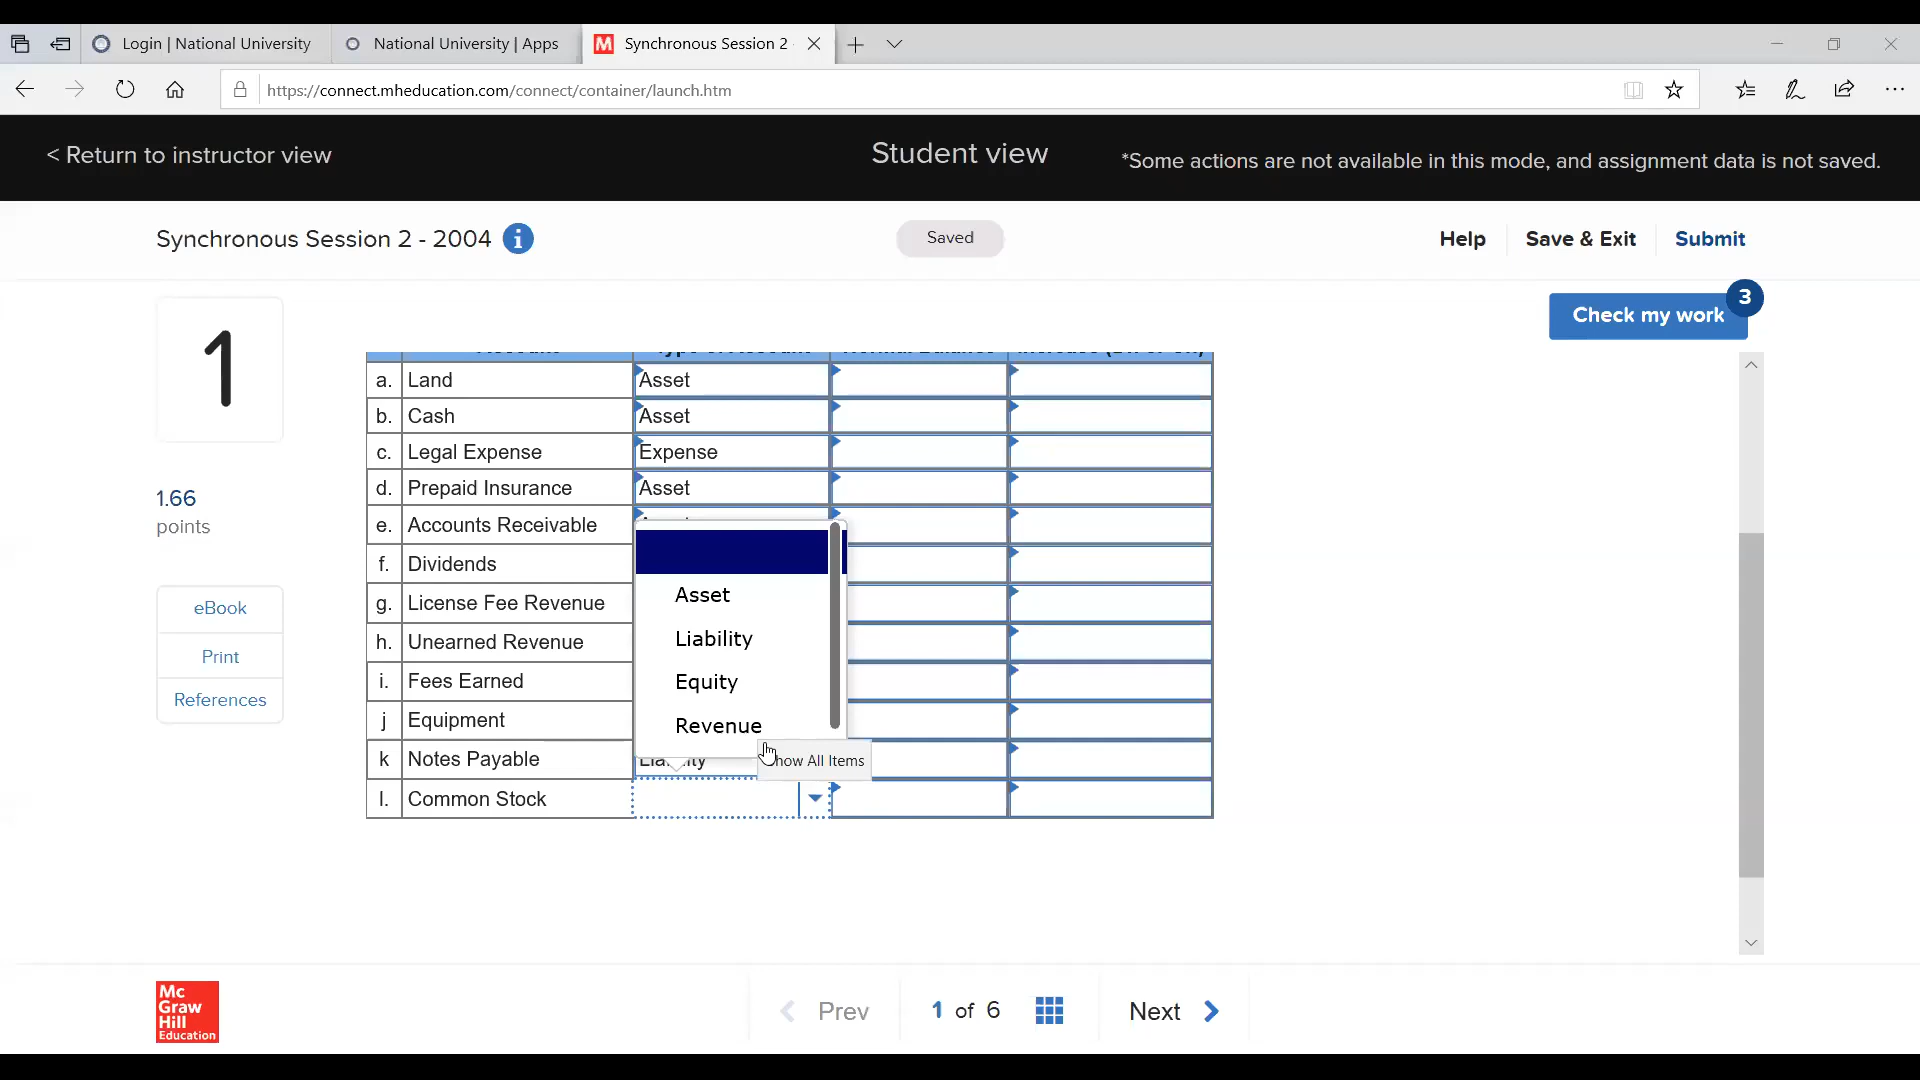 Login | National University
National University | Apps
Synchronous Session 2
https://connect.mheducation.com/connect/container/launch.htm
< Return to instructor view
Student view
*Some actions are not available in this mode, and assignment data is not saved.
Synchronous Session 2 - 2004
Saved
Help
Save & Exit
Submit
1
3
Check my work
1.66
points
eBook
Print
References
a. Land Asset
b. Cash Asset
c. Legal Expense Expense
d. Prepaid Insurance Asset
e. Accounts Receivable
f. Dividends
g. License Fee Revenue
h. Unearned Revenue
i. Fees Earned
j Equipment
k Notes Payable
l. Common Stock
Asset
Liability
Equity
Revenue
Show All Items
Mc
Graw
Hill
Education
Prev
1 of 6
Next